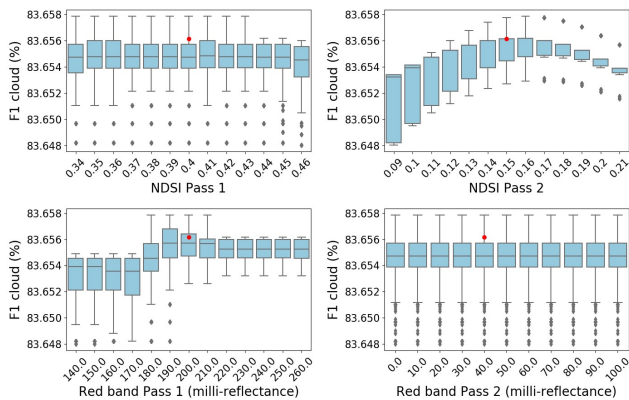 F1 cloud (%)
83.658
83.656
83.654
83.652
83.650
83.648
0.34 0.35 0.36 0.37 0.38 0.39 0.4 0.41 0.42 0.43 0.44 0.45 0.46
NDSI Pass 1
F1 cloud (%)
83.658
83.656
83.654
83.652
83.650
83.648
0.09 0.1 0.11 0.12 0.13 0.14 0.15 0.16 0.17 0.18 0.19 0.2 0.21
NDSI Pass 2
F1 cloud (%)
83.658
83.656
83.654
83.652
83.650
83.648
140.0 150.0 160.0 170.0 180.0 190.0 200.0 210.0 220.0 230.0 240.0 250.0 260.0
Red band Pass 1 (milli-reflectance)
F1 cloud (%)
83.658
83.656
83.654
83.652
83.650
83.648
0.0 10.0 20.0 30.0 40.0 50.0 60.0 70.0 80.0 90.0 100.0
Red band Pass 2 (milli-reflectance)